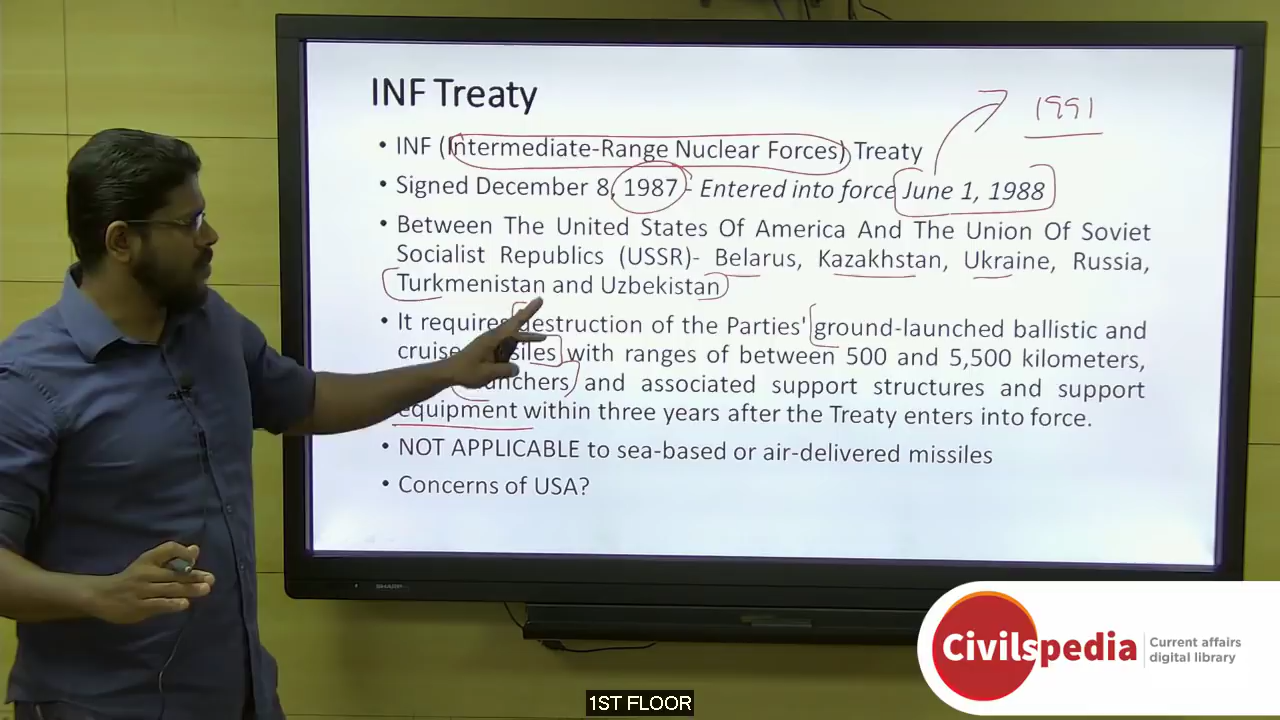 INF Treaty
1991
• INF (Intermediate-Range Nuclear Forces) Treaty
• Signed December 8, 1987 - Entered into force June 1, 1988
• Between The United States Of America And The Union Of Soviet
Socialist Republics (USSR)- Belarus, Kazakhstan, Ukraine, Russia,
Turkmenistan and Uzbekistan
• It requires destruction of the Parties' ground-launched ballistic and
cruise with ranges of between 500 and 5,500 kilometers,
launchers and associated support structures and support
equipment within three years after the Treaty enters into force.
• NOT APPLICABLE to sea-based or air-delivered missiles
• Concerns of USA?
SHARP
Civilspedia
Current affairs
digital library
1ST FLOOR